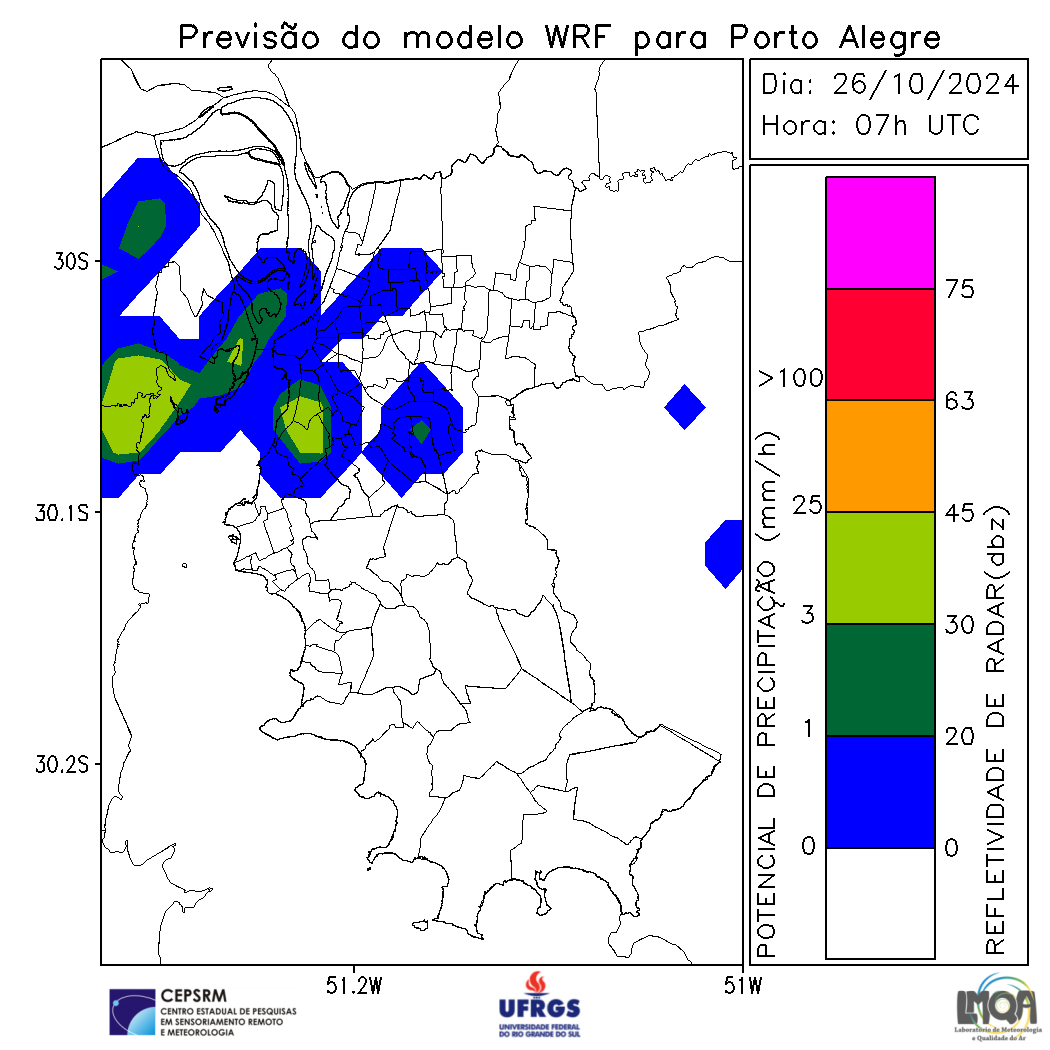 Previsão do modelo WRF para Porto Alegre
Dia: 26/10/2024
Hora: 07h UTC
30S
30.1S
30.2S
51.2W
51W
POTENCIAL DE PRECIPITAÇÃO (mm/h)
>100
25
3
1
0
75
63
45
30
20
0
REFLETIVIDADE DE RADAR(dbz)
CEPSRM
CENTRO ESTADUAL DE PESQUISAS
EM SENSORIAMENTO REMOTO
E METEOROLOGIA
UFRGS
UNIVERSIDADE FEDERAL
DO RIO GRANDE DO SUL
LMQA
Laboratório de Meteorologia
e Qualidade do Ar